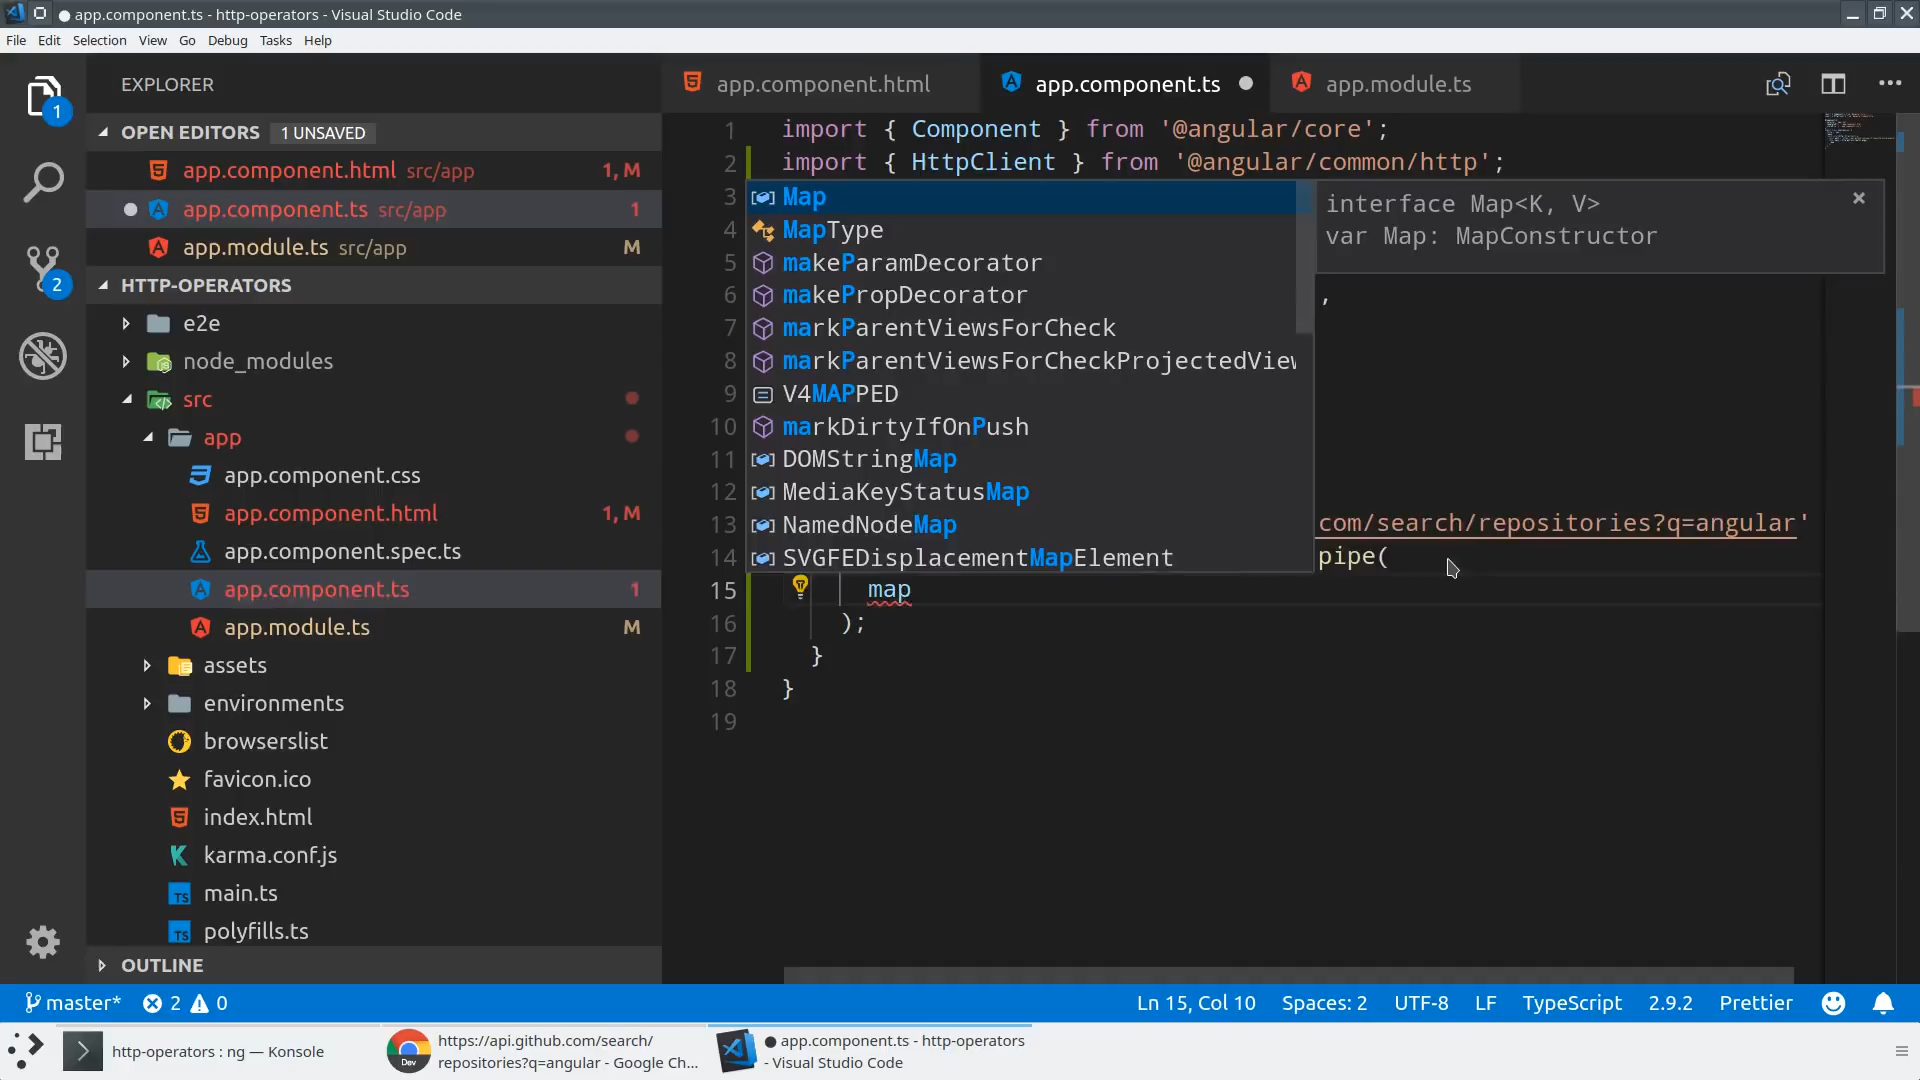 app.component.ts - http-operators - Visual Studio Code
File Edit Selection View Go Debug Tasks Help
1
2
EXPLORER
OPEN EDITORS 1 UNSAVED
app.component.html src/app 1, M
app.component.ts src/app 1
app.module.ts src/app M
HTTP-OPERATORS
e2e
node_modules
src
app
app.component.css
app.component.html 1, M
app.component.spec.ts
app.component.ts 1
app.module.ts M
assets
environments
browserslist
favicon.ico
index.html
karma.conf.js
TS main.ts
TS polyfills.ts
OUTLINE
app.component.html app.component.ts app.module.ts
1 import { Component } from '@angular/core';
2 import { HttpClient } from '@angular/common/http';
3 Map
4 MapType
5 makeParamDecorator
6 makePropDecorator ,
7 markParentViewsForCheck
8 markParentViewsForCheckProjectedView
9 V4MAPPED
10 markDirtyIfOnPush
11 DOMStringMap
12 MediaKeyStatusMap
13 NamedNodeMap com/search/repositories?q=angular'
14 SVGFEDisplacementMapElement pipe(
15 map
16 );
17 }
18 }
19
interface Map<K, V>
var Map: MapConstructor
master* 2 0 Ln 15, Col 10 Spaces: 2 UTF-8 LF TypeScript 2.9.2 Prettier
http-operators : ng — Konsole
Dev
https://api.github.com/search/
repositories?q=angular - Google Ch...
app.component.ts - http-operators
- Visual Studio Code